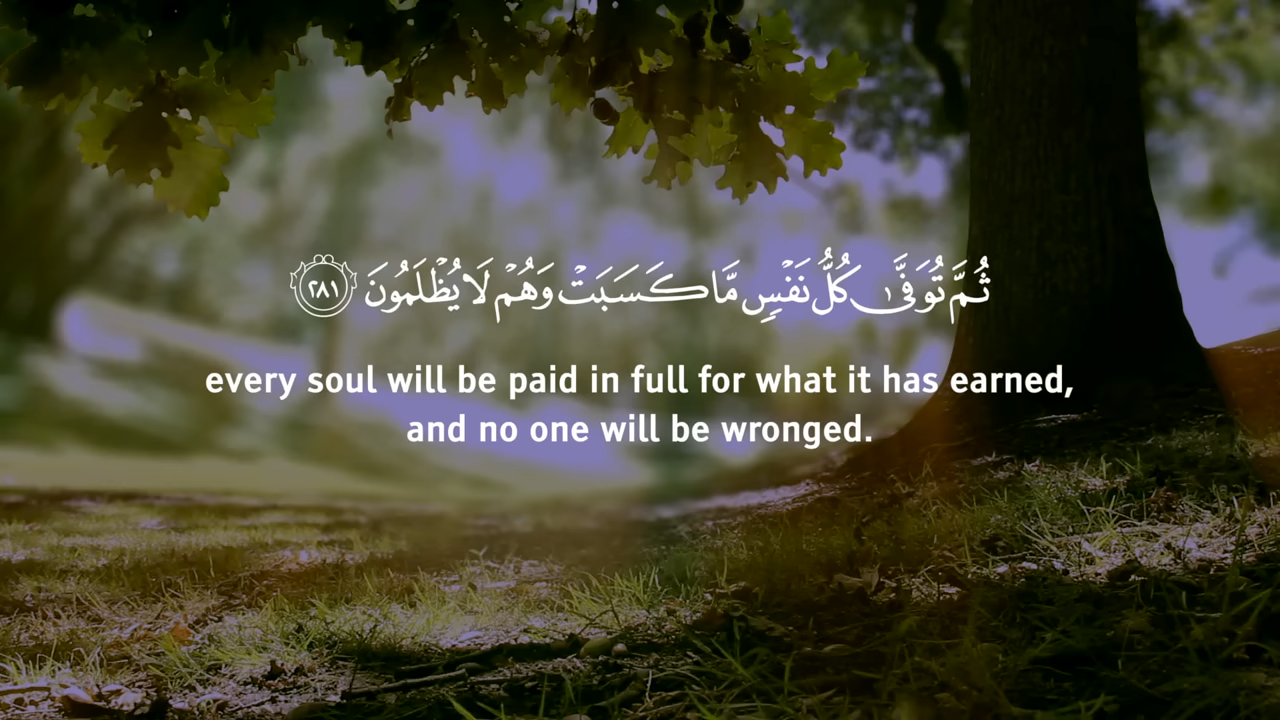 ثُمَّ تُوَفَّىٰ كُلُّ نَفْسٍ مَّا كَسَبَتْ وَهُمْ لَا يُظْلَمُونَ ٢٨١
every soul will be paid in full for what it has earned,
and no one will be wronged.